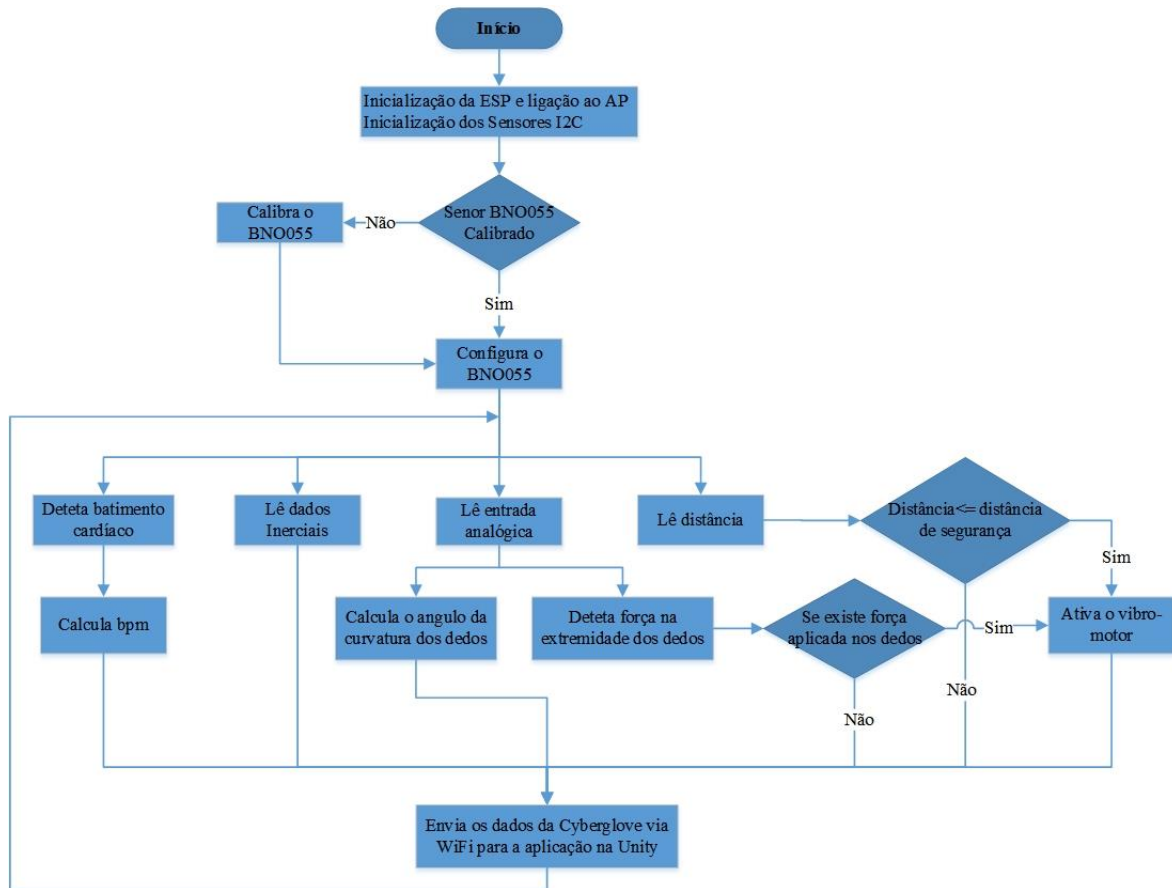 Início
Inicialização da ESP e ligação ao AP
Inicialização dos Sensores I2C
Senor BNO055
Calibrado
Não
Calibra o
BNO055
Sim
Configura o
BNO055
Deteta batimento
cardíaco
Lê dados
Inerciais
Lê entrada
analógica
Lê distância
Distância<= distância
de segurança
Sim
Calcula bpm
Calcula o angulo da
curvatura dos dedos
Deteta força na
extremidade dos dedos
Se existe força
aplicada nos dedos
Sim
Ativa o vibro-
motor
Não
Não
Envia os dados da Cyberglove via
WiFi para a aplicação na Unity